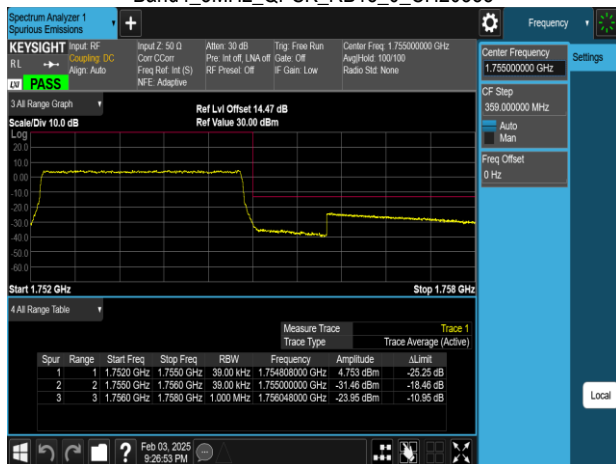 Spectrum Analyzer 1
Spurious Emissions
Frequency
KEYSIGHT Input: RF Input Z: 50 Ω Atten: 30 dB Trig: Free Run Center Freq: 1.755000000 GHz
RL Coupling: DC Corr CCorr Pre: Int off, LNA off Gate: Off Avg|Hold: 100/100
Align: Auto Freq Ref: Int (S) RF Preset: Off IF Gain: Low Radio Std: None
NFE: Adaptive
LXI PASS
3 All Range Graph
Ref Lvl Offset 14.47 dB
Scale/Div 10.0 dB Ref Value 30.00 dBm
Log
20.0
10.0
0.00
-10.0
-20.0
-30.0
-40.0
-50.0
-60.0
Start 1.752 GHz Stop 1.758 GHz
4 All Range Table
Measure Trace Trace 1
Trace Type Trace Average (Active)
Spur Range Start Freq Stop Freq RBW Frequency Amplitude ΔLimit
1 1 1.7520 GHz 1.7550 GHz 39.00 kHz 1.754808000 GHz 4.753 dBm -25.25 dB
2 2 1.7550 GHz 1.7560 GHz 39.00 kHz 1.755000000 GHz -31.46 dBm -18.46 dB
3 3 1.7560 GHz 1.7580 GHz 1.000 MHz 1.756048000 GHz -23.95 dBm -10.95 dB
Center Frequency
1.755000000 GHz
Settings
CF Step
359.000000 MHz
Auto
Man
Freq Offset
0 Hz
Local
Feb 03, 2025
9:26:53 PM